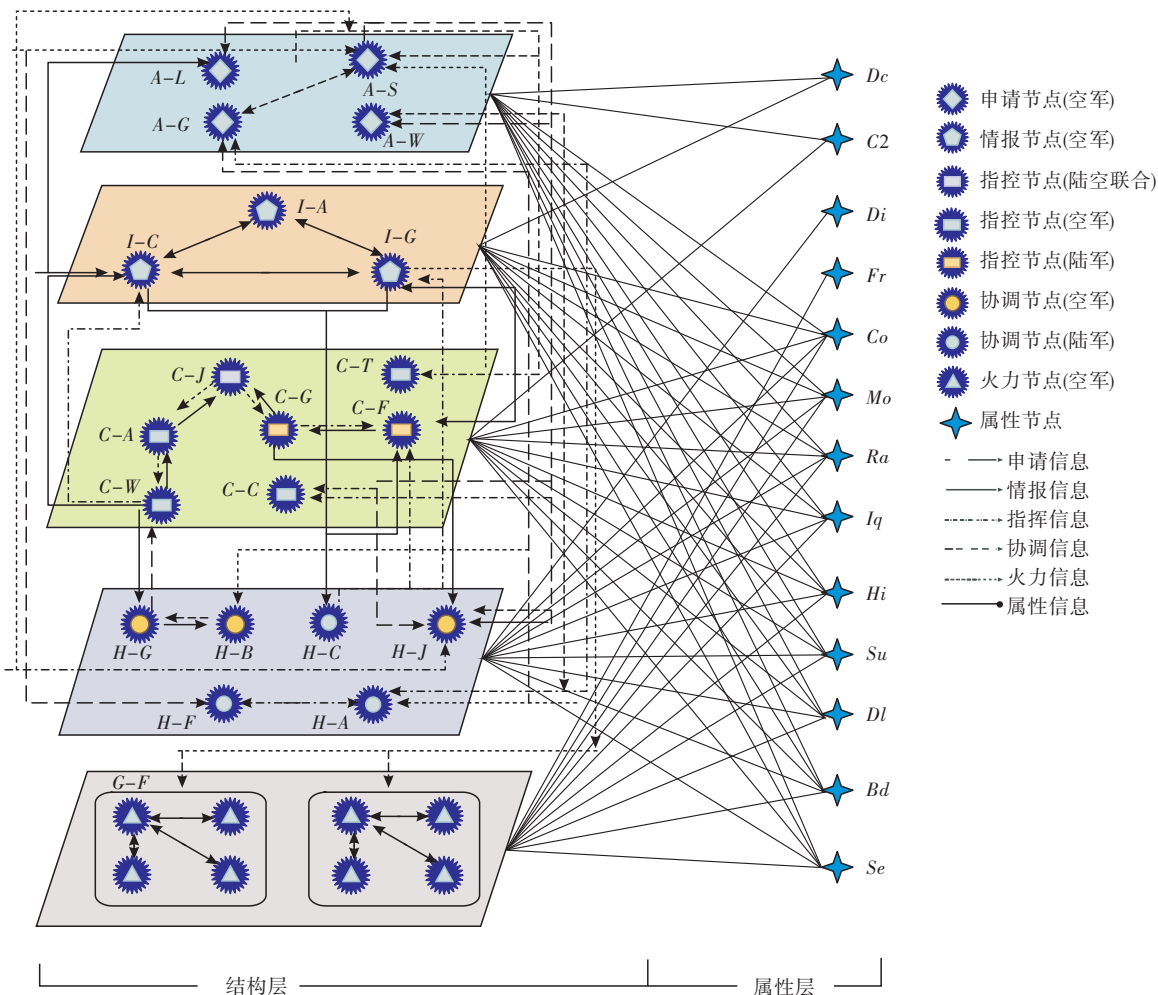 A-L
A-S
A-G
A-W
I-A
I-C
I-G
C-J
C-T
C-G
C-F
C-A
C-W
C-C
H-G
H-B
H-C
H-J
H-F
H-A
G-F
Dc
C2
Di
Fr
Co
Mo
Ra
Iq
Hi
Su
Dl
Bd
Se
申请节点(空军)
情报节点(空军)
指控节点(陆空联合)
指控节点(空军)
指控节点(陆军)
协调节点(空军)
协调节点(陆军)
火力节点(空军)
属性节点
申请信息
情报信息
指挥信息
协调信息
火力信息
属性信息
结构层
属性层